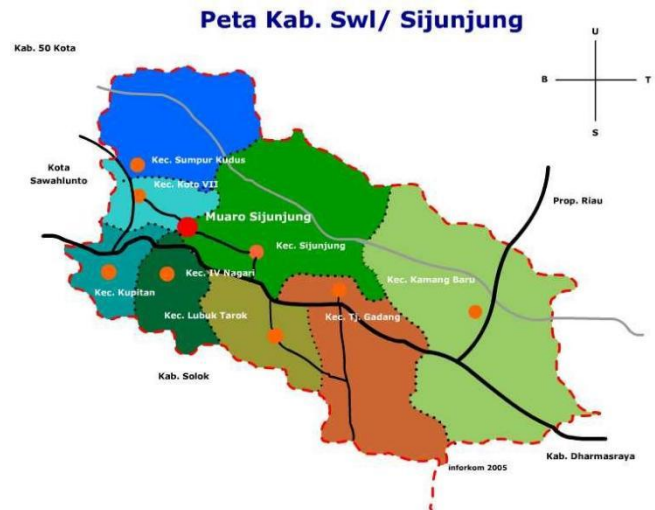 Peta Kab. Swl/ Sijunjung
Kab. 50 Kota
U
B
T
S
Kota
Sawahlunto
Kec. Sumpur Kudus
Kec. Koto VII
Prop. Riau
Muaro Sijunjung
Kec. Sijunjung
Kec. IV Nagari
Kec. Kamang Baru
Kec. Kupitan
Kec. Lubuk Tarok
Kec. Tj. Gadang
Kab. Solok
Kab. Dharmasraya
inforkom 2005